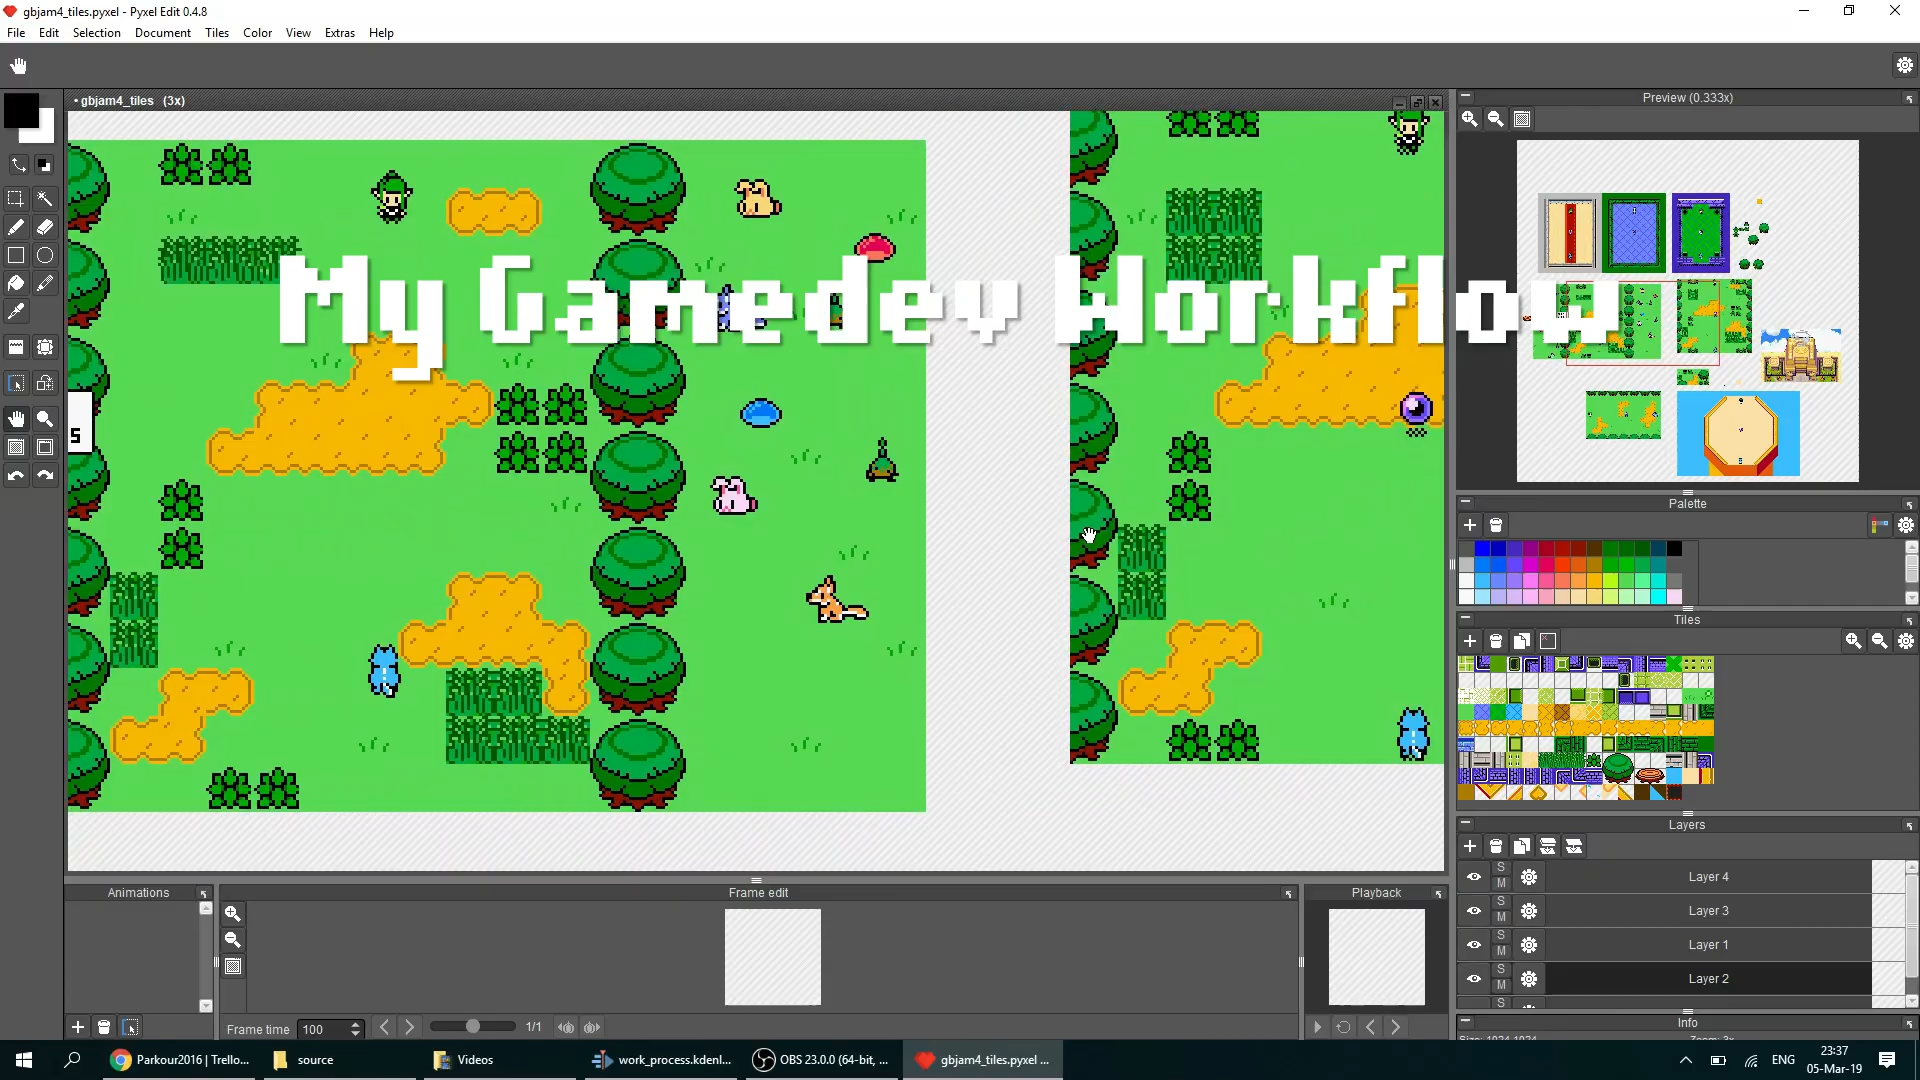 gbjam4_tiles.pyxel - Pyxel Edit 0.4.8
File Edit Selection Document Tiles Color View Extras Help
• gbjam4_tiles (3x)
Preview (0.333x)
My Gamedev Workflow
S
Palette
Tiles
Layers
S
M
Layer 4
S
M
Layer 3
S
M
Layer 1
S
M
Layer 2
S
Animations
Frame edit
Playback
Frame time 100
1/1
Info
Parkour2016 | Trello...
source
Videos
work_process.kdenl...
OBS 23.0.0 (64-bit, ...
gbjam4_tiles.pyxel ...
ENG
23:37
05-Mar-19